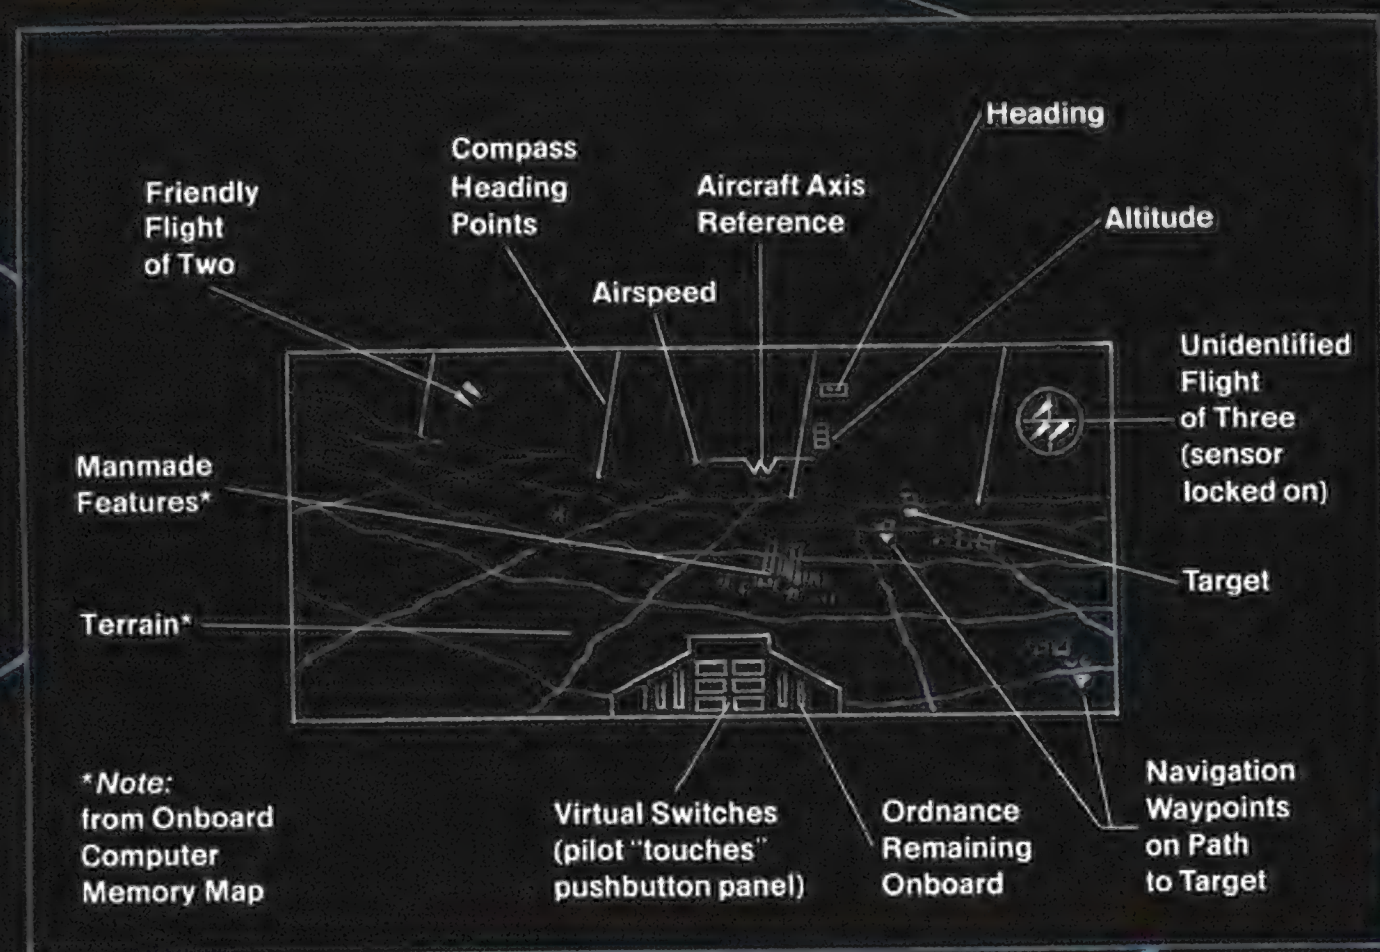 Heading
Compass
Heading
Points
Friendly
Flight
of Two
Aircraft Axis
Reference
Altitude
Airspeed
Unidentified
Flight
of Three
(sensor
locked on)
Manmade
Features*
Target
Terrain*
*Note:
from Onboard
Computer
Memory Map
Virtual Switches
(pilot "touches"
pushbutton panel)
Ordnance
Remaining
Onboard
Navigation
Waypoints
on Path
to Target